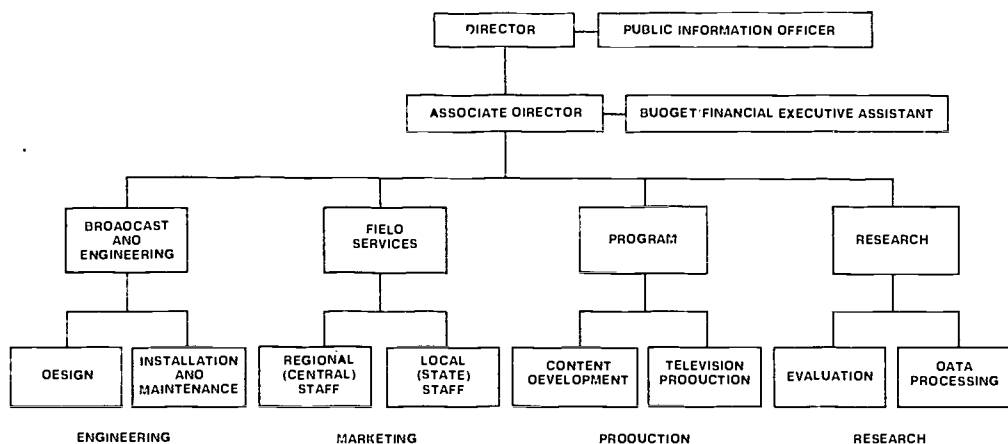 DIRECTOR
PUBLIC INFORMATION OFFICER
ASSOCIATE DIRECTOR
BUDGET/FINANCIAL EXECUTIVE ASSISTANT
BROADCAST
AND
ENGINEERING
FIELD
SERVICES
PROGRAM
RESEARCH
DESIGN
INSTALLATION
AND
MAINTENANCE
REGIONAL
(CENTRAL)
STAFF
LOCAL
(STATE)
STAFF
CONTENT
DEVELOPMENT
TELEVISION
PRODUCTION
EVALUATION
DATA
PROCESSING
ENGINEERING
MARKETING
PRODUCTION
RESEARCH